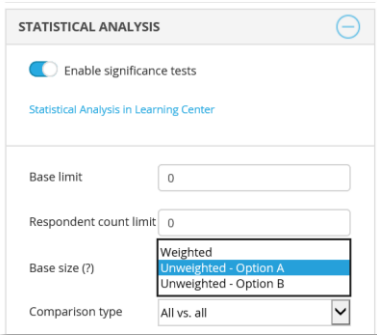 STATISTICAL ANALYSIS
Enable significance tests
Statistical Analysis in Learning Center
Base limit 0
Respondent count limit 0
Weighted
Base size (?) Unweighted - Option A
Unweighted - Option B
Comparison type All vs. all